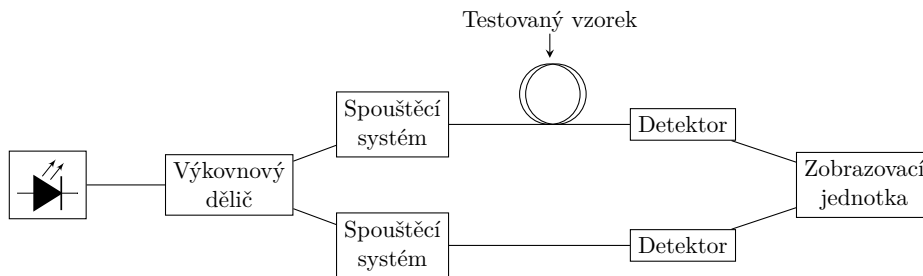 Testovaný vzorek
Spouštěcí
systém
Detektor
Výkovnový
dělič
Zobrazovací
jednotka
Spouštěcí
systém
Detektor